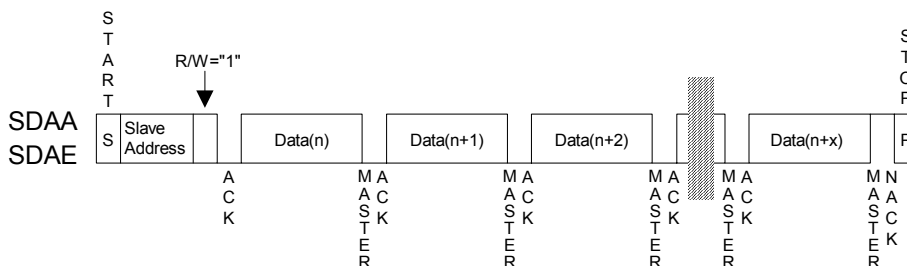 START
R/W="1"
STOP
SDAA
SDAE
S
Slave
Address
Data(n)
Data(n+1)
Data(n+2)
Data(n+x)
P
ACK
MASTER
ACK
MASTER
ACK
MASTER
ACK
MASTER
ACK
MASTER
NACK